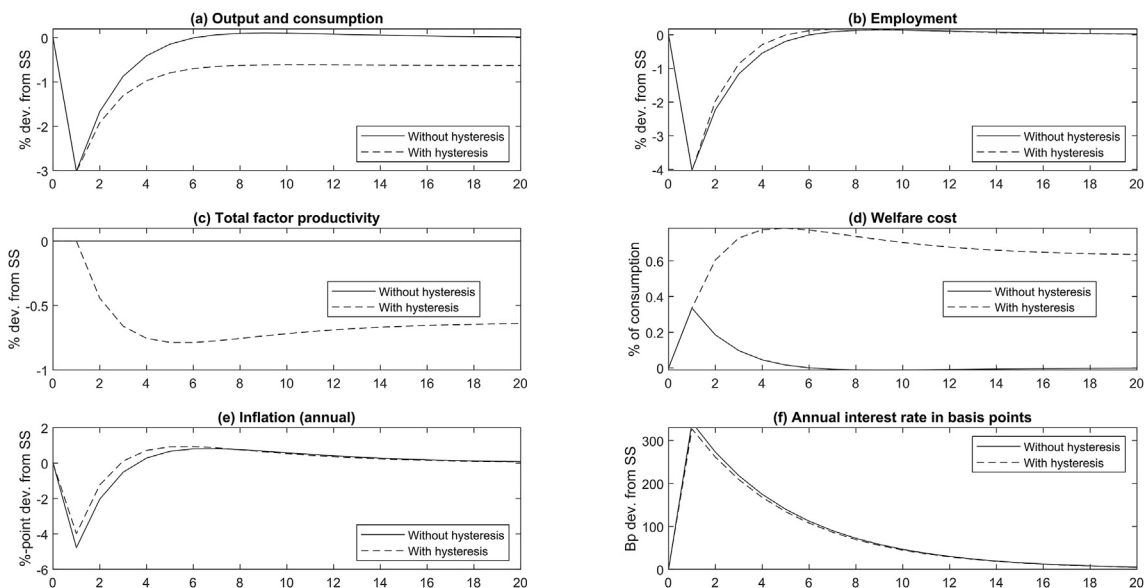 (a) Output and consumption
% dev. from SS
0
-1
-2
-3
Without hysteresis
With hysteresis
0 2 4 6 8 10 12 14 16 18 20
(b) Employment
% dev. from SS
0
-1
-2
-3
-4
Without hysteresis
With hysteresis
0 2 4 6 8 10 12 14 16 18 20
(c) Total factor productivity
% dev. from SS
0
-0.5
-1
Without hysteresis
With hysteresis
0 2 4 6 8 10 12 14 16 18 20
(d) Welfare cost
% of consumption
0.6
0.4
0.2
0
Without hysteresis
With hysteresis
0 2 4 6 8 10 12 14 16 18 20
(e) Inflation (annual)
%-point dev. from SS
2
0
-2
-4
-6
Without hysteresis
With hysteresis
0 2 4 6 8 10 12 14 16 18 20
(f) Annual interest rate in basis points
Bp dev. from SS
300
200
100
0
Without hysteresis
With hysteresis
0 2 4 6 8 10 12 14 16 18 20